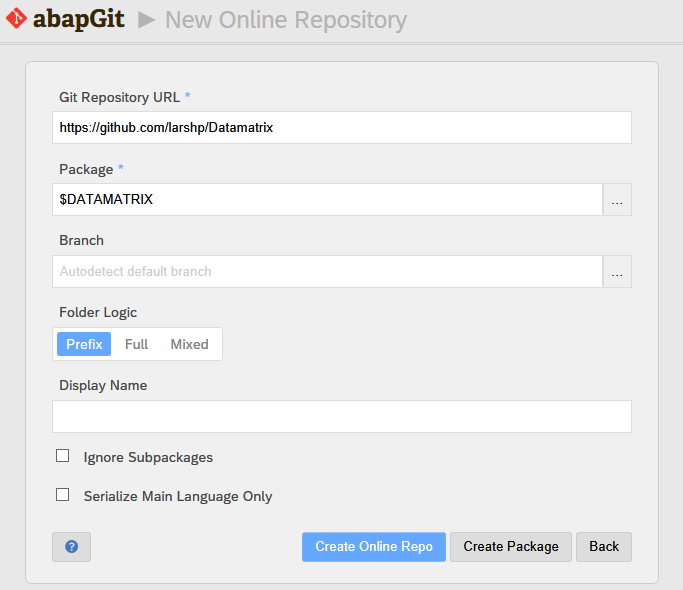 abapGit ▶ New Online Repository
Git Repository URL *
https://github.com/larshp/Datamatrix
Package *
$DATAMATRIX
...
Branch
Autodetect default branch
...
Folder Logic
Prefix Full Mixed
Display Name
Ignore Subpackages
Serialize Main Language Only
? Create Online Repo Create Package Back